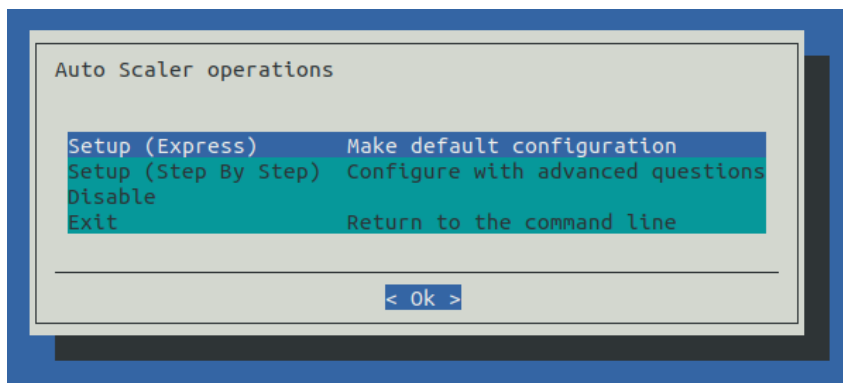 Auto Scaler operations
Setup (Express) Make default configuration
Setup (Step By Step) Configure with advanced questions
Disable
Exit Return to the command line
< Ok >